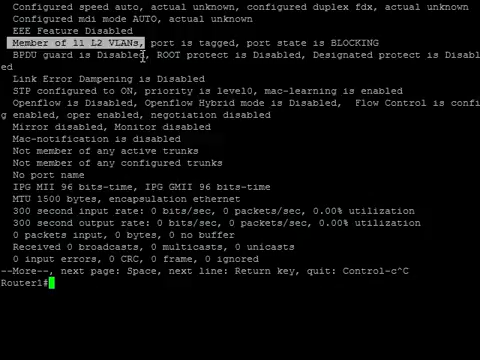 Configured speed auto, actual unknown, configured duplex fdx, actual unknown
Configured mdi mode AUTO, actual unknown
EEE Feature Disabled
Member of 11 L2 VLANs, port is tagged, port state is BLOCKING
BPDU guard is Disabled, ROOT protect is Disabled, Designated protect is Disabl
ed
Link Error Dampening is Disabled
STP configured to ON, priority is level0, mac-learning is enabled
Openflow is Disabled, Openflow Hybrid mode is Disabled,  Flow Control is confi
g enabled, oper enabled, negotiation disabled
Mirror disabled, Monitor disabled
Mac-notification is disabled
Not member of any active trunks
Not member of any configured trunks
No port name
IPG MII 96 bits-time, IPG GMII 96 bits-time
MTU 1500 bytes, encapsulation ethernet
300 second input rate: 0 bits/sec, 0 packets/sec, 0.00% utilization
300 second output rate: 0 bits/sec, 0 packets/sec, 0.00% utilization
0 packets input, 0 bytes, 0 no buffer
Received 0 broadcasts, 0 multicasts, 0 unicasts
0 input errors, 0 CRC, 0 frame, 0 ignored
--More--, next page: Space, next line: Return key, quit: Control-c^C
Router1#